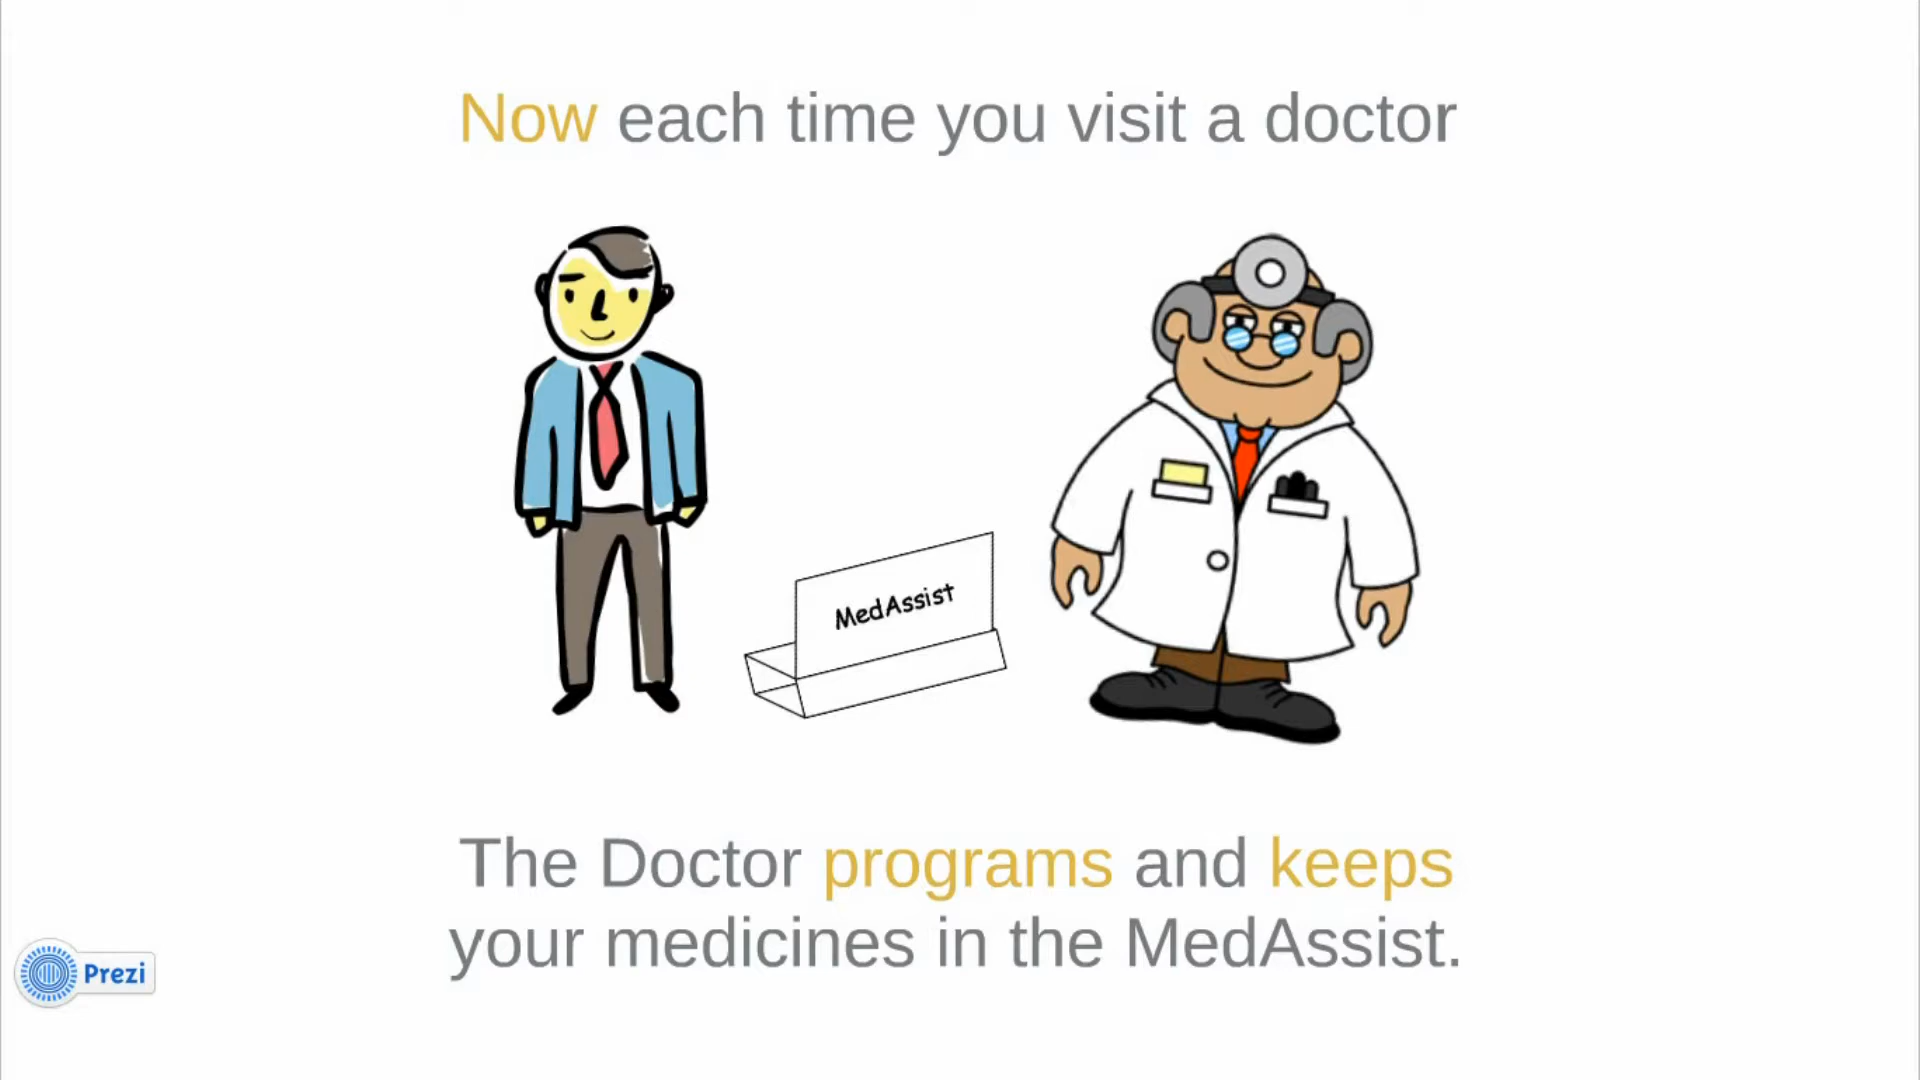 Now each time you visit a doctor
MedAssist
The Doctor programs and keeps
your medicines in the MedAssist.
Prezi